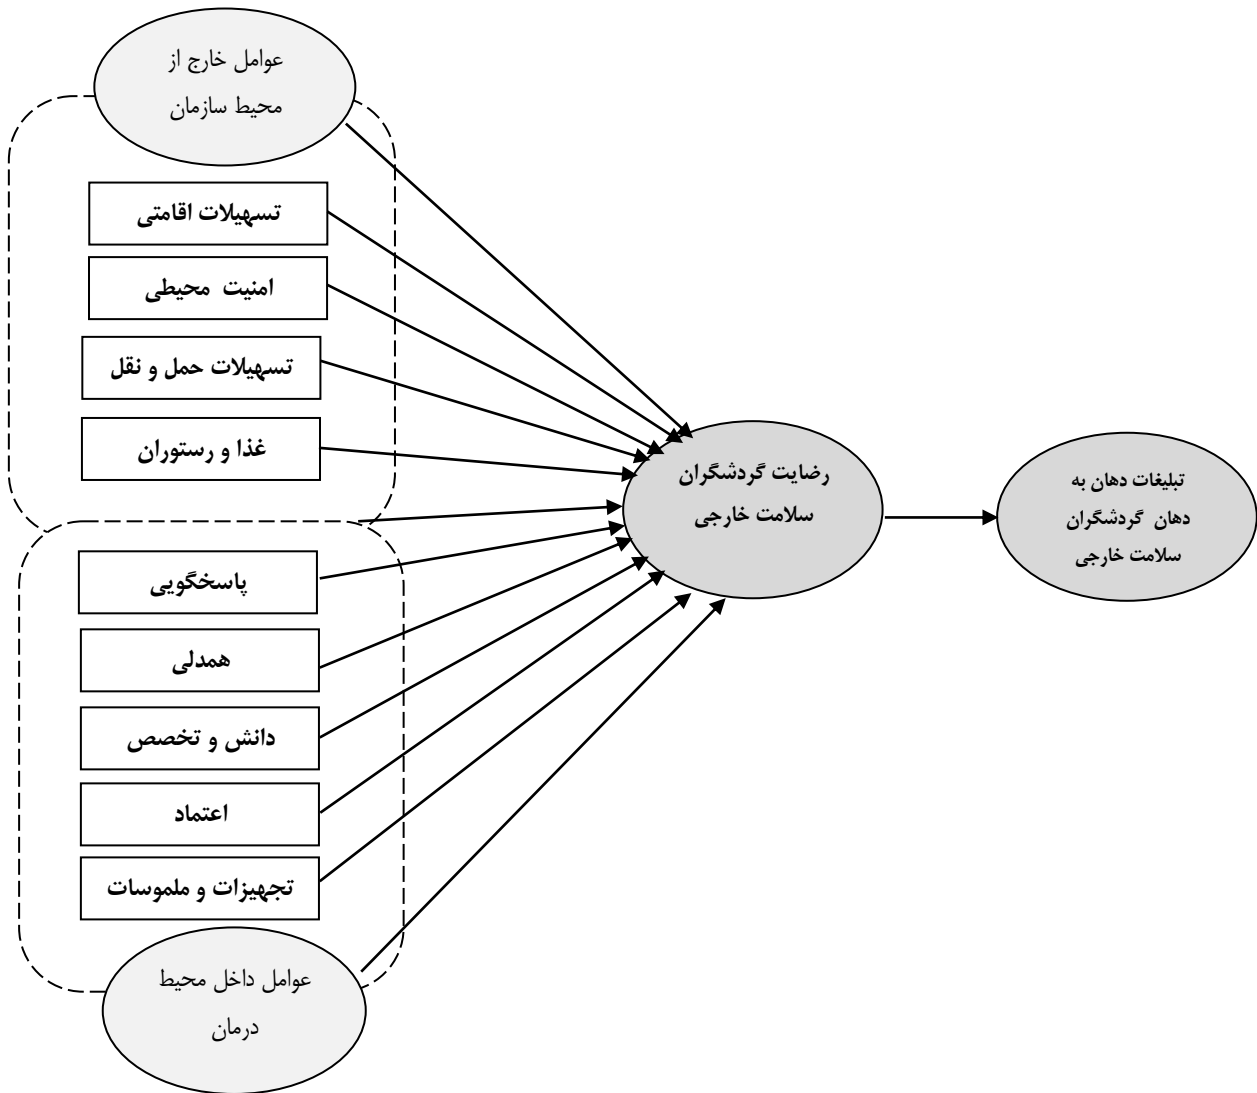 عوامل خارج از
محیط سازمان
تسهیلات اقامتی
امنیت محیطی
تسهیلات حمل و نقل
غذا و رستوران
پاسخگویی
همدلی
دانش و تخصص
اعتماد
تجهیزات و ملموسات
عوامل داخل محیط
درمان
رضایت گردشگران
سلامت خارجی
تبلیغات دهان به
دهان گردشگران
سلامت خارجی